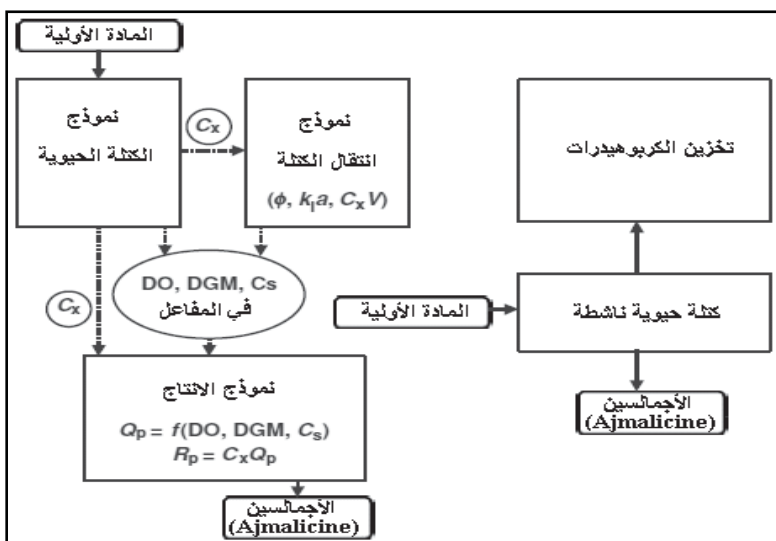 المادة الأولية
نموذج
الكتلة الحيوية
Cx
نموذج
انتقال الكتلة
(ϕ, kla, CxV)
DO, DGM, Cs
في المفاعل
Cx
نموذج الانتاج
Qp = f(DO, DGM, Cs)
Rp = CxQp
الأجمالسين
(Ajmalicine)
تخزين الكربوهيدرات
المادة الأولية
كتلة حيوية ناشطة
الأجمالسين
(Ajmalicine)